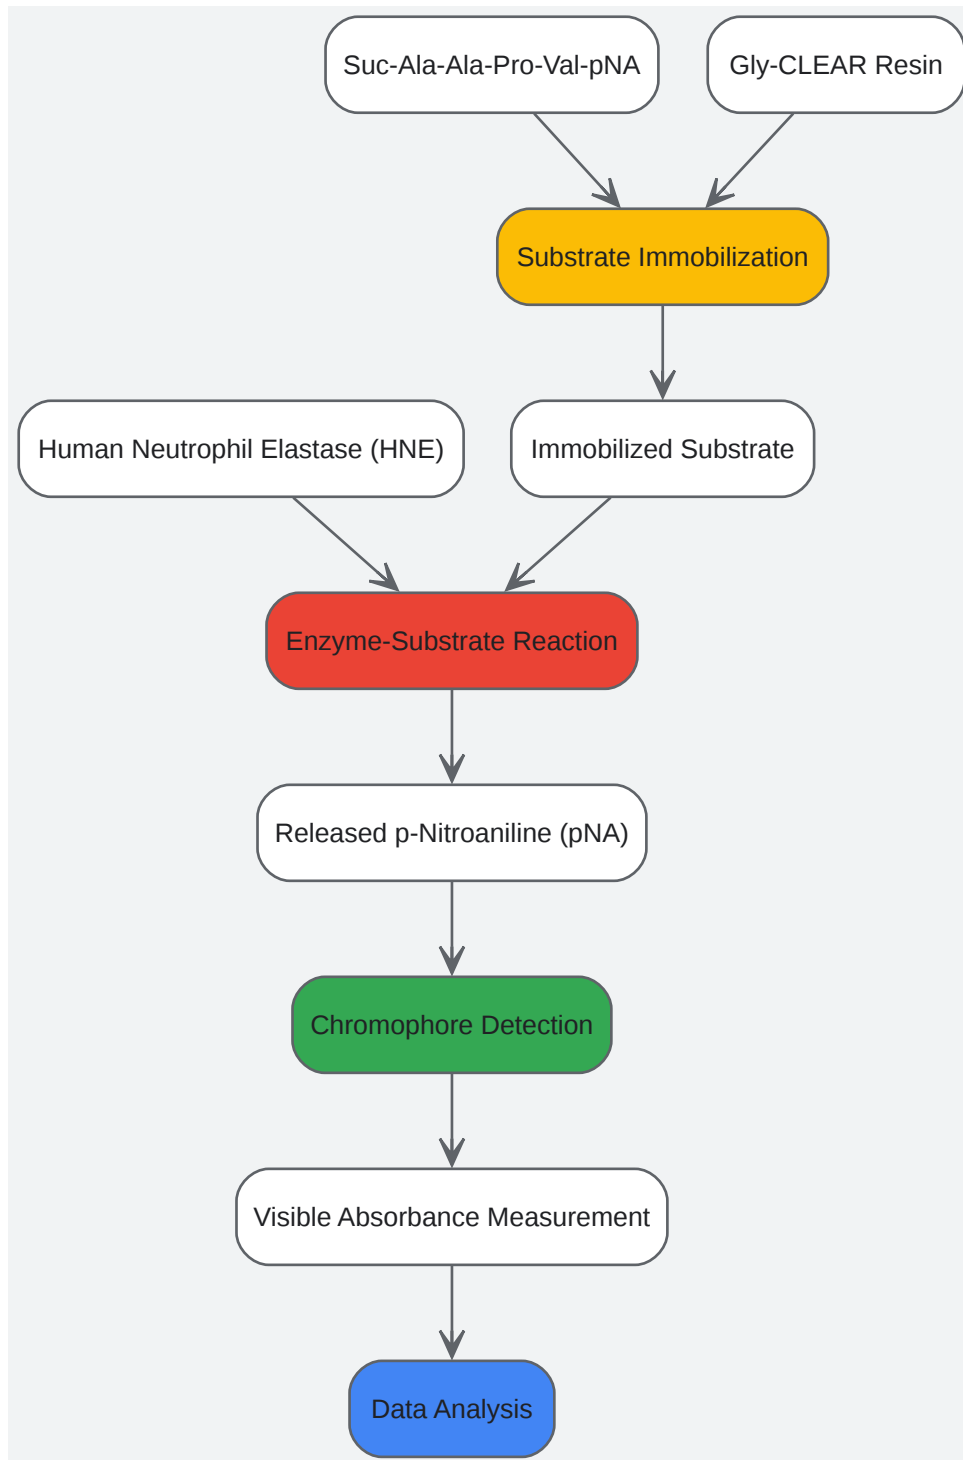 Suc-Ala-Ala-Pro-Val-pNA
Gly-CLEAR Resin
Substrate Immobilization
Human Neutrophil Elastase (HNE)
Immobilized Substrate
Enzyme-Substrate Reaction
Released p-Nitroaniline (pNA)
Chromophore Detection
Visible Absorbance Measurement
Data Analysis